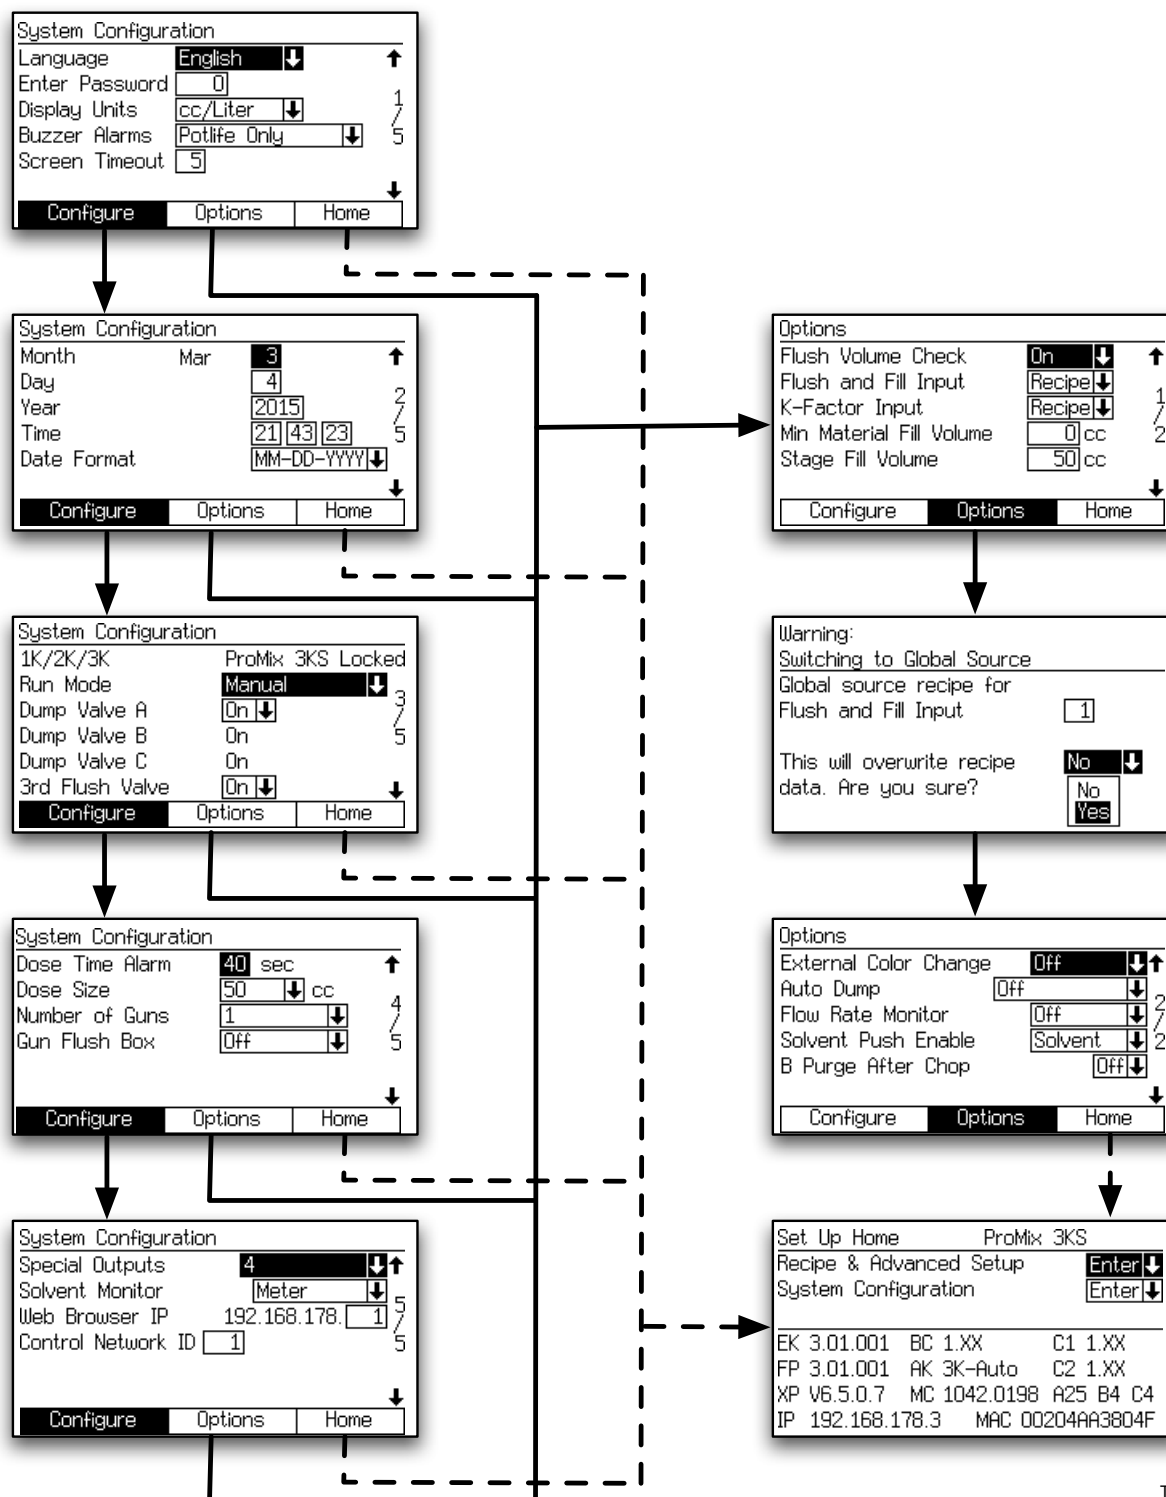 System Configuration
Language English
Enter Password 0
Display Units cc/Liter
Buzzer Alarms Potlife Only
Screen Timeout 5
1/5
Configure Options Home
System Configuration
Month Mar 3
Day 4
Year 2015
Time 21 43 23
Date Format MM-DD-YYYY
2/5
Configure Options Home
System Configuration
1K/2K/3K ProMix 3KS Locked
Run Mode Manual
Dump Valve A On
Dump Valve B On
Dump Valve C On
3rd Flush Valve On
3/5
Configure Options Home
System Configuration
Dose Time Alarm 40 sec
Dose Size 50 cc
Number of Guns 1
Gun Flush Box Off
4/5
Configure Options Home
System Configuration
Special Outputs 4
Solvent Monitor Meter
Web Browser IP 192.168.178. 1
Control Network ID 1
5/5
Configure Options Home
Options
Flush Volume Check On
Flush and Fill Input Recipe
K-Factor Input Recipe
Min Material Fill Volume 0 cc
Stage Fill Volume 50 cc
1/2
Configure Options Home
Warning:
Switching to Global Source
Global source recipe for
Flush and Fill Input 1
This will overwrite recipe No
data. Are you sure? No
Yes
Options
External Color Change Off
Auto Dump Off
Flow Rate Monitor Off
Solvent Push Enable Solvent
B Purge After Chop Off
2/2
Configure Options Home
Set Up Home ProMix 3KS
Recipe & Advanced Setup Enter
System Configuration Enter
EK 3.01.001 BC 1.XX C1 1.XX
FP 3.01.001 AK 3K-Auto C2 1.XX
XP V6.5.0.7 MC 1042.0198 A25 B4 C4
IP 192.168.178.3 MAC 00204AA3804F